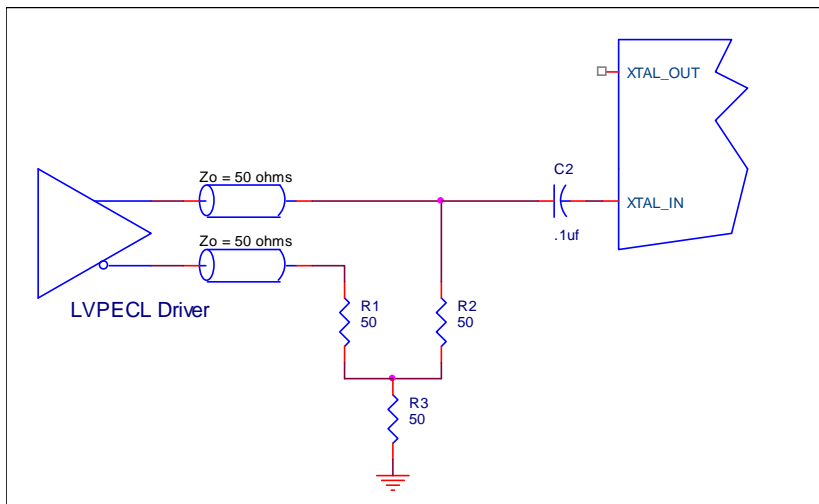 XTAL_OUT
C2
Zo = 50 ohms
XTAL_IN
.1uf
Zo = 50 ohms
LVPECL Driver
R1
50
R2
50
R3
50